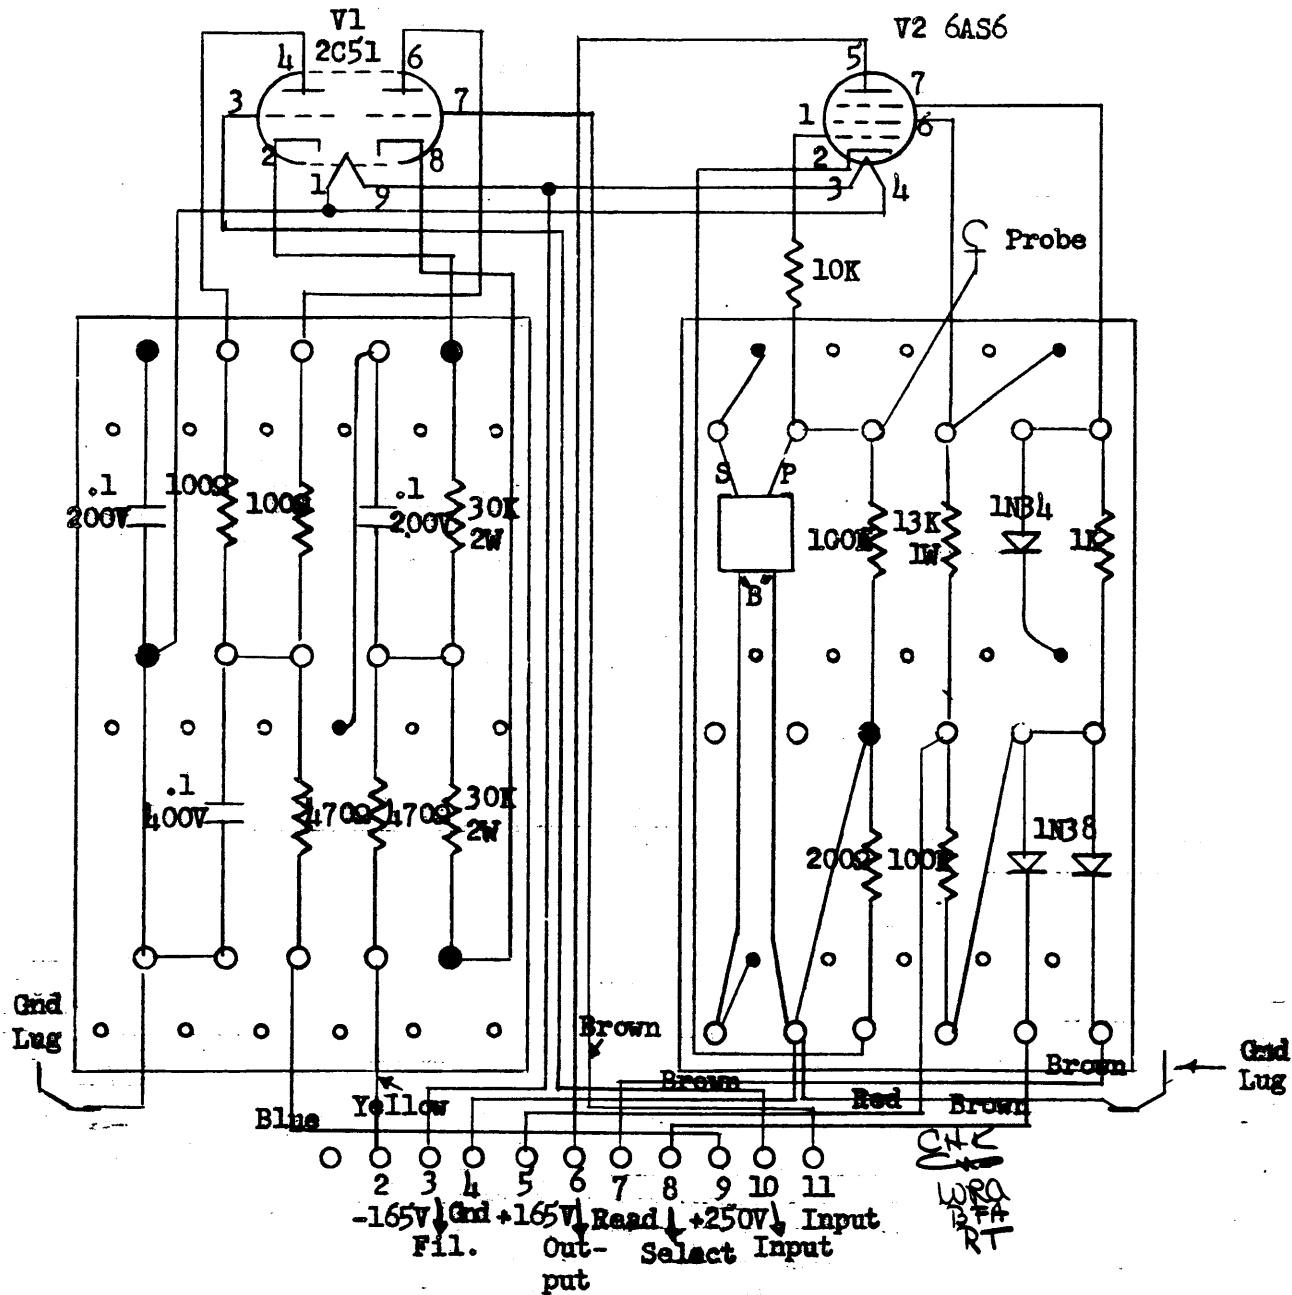 V1
2C51
V2 6AS6
4
6
5
7
3
7
1
6
2
8
2
1
9
3
4
Probe
10K
S
P
.1
200V
100Ω
100Ω
.1
200V
30K
2W
100K
13K
1W
1N34
1K
B
.1
400V
470Ω
470Ω
30K
2W
200Ω
100K
1N38
Gnd
Lug
Brown
Brown
Brown
Gnd
Lug
Blue
Yellow
Red
Brown
2
3
4
5
6
7
8
9
10
11
-165V
Gnd
+165V
Read
+250V
Input
Fil.
Out-
put
Select
Input
CHK
RT